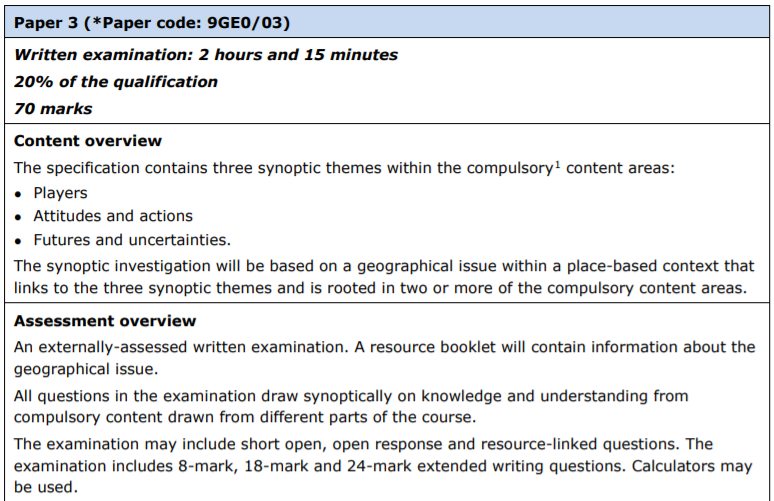 Paper 3 (*Paper code: 9GE0/03)
Written examination: 2 hours and 15 minutes
20% of the qualification
70 marks
Content overview
The specification contains three synoptic themes within the compulsory¹ content areas:
● Players
● Attitudes and actions
● Futures and uncertainties.
The synoptic investigation will be based on a geographical issue within a place-based context that
links to the three synoptic themes and is rooted in two or more of the compulsory content areas.
Assessment overview
An externally-assessed written examination. A resource booklet will contain information about the
geographical issue.
All questions in the examination draw synoptically on knowledge and understanding from
compulsory content drawn from different parts of the course.
The examination may include short open, open response and resource-linked questions. The
examination includes 8-mark, 18-mark and 24-mark extended writing questions. Calculators may
be used.